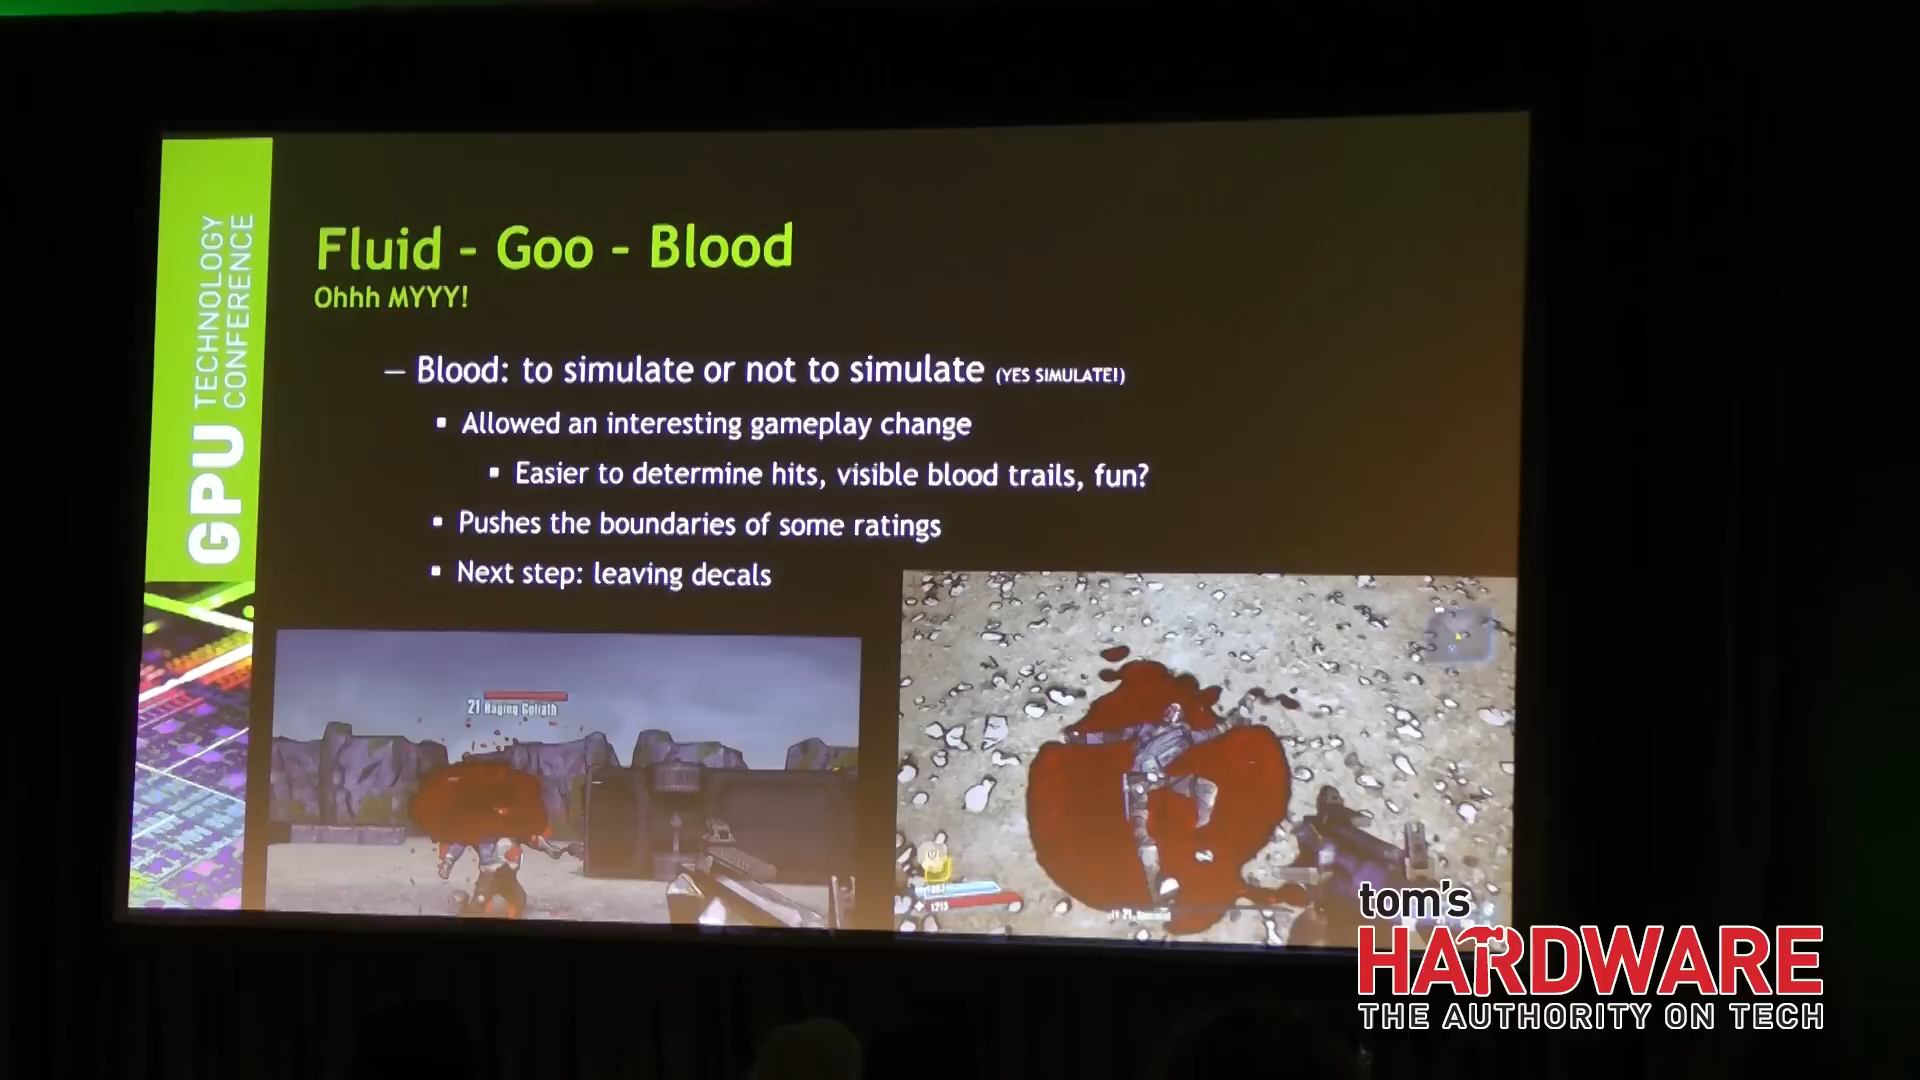 GPU TECHNOLOGY
CONFERENCE
Fluid - Goo - Blood
Ohhh MYYY!
– Blood: to simulate or not to simulate (YES SIMULATE!)
▪ Allowed an interesting gameplay change
▪ Easier to determine hits, visible blood trails, fun?
▪ Pushes the boundaries of some ratings
▪ Next step: leaving decals
21 Raging Goliath
1215
tom's
HARDWARE
THE AUTHORITY ON TECH